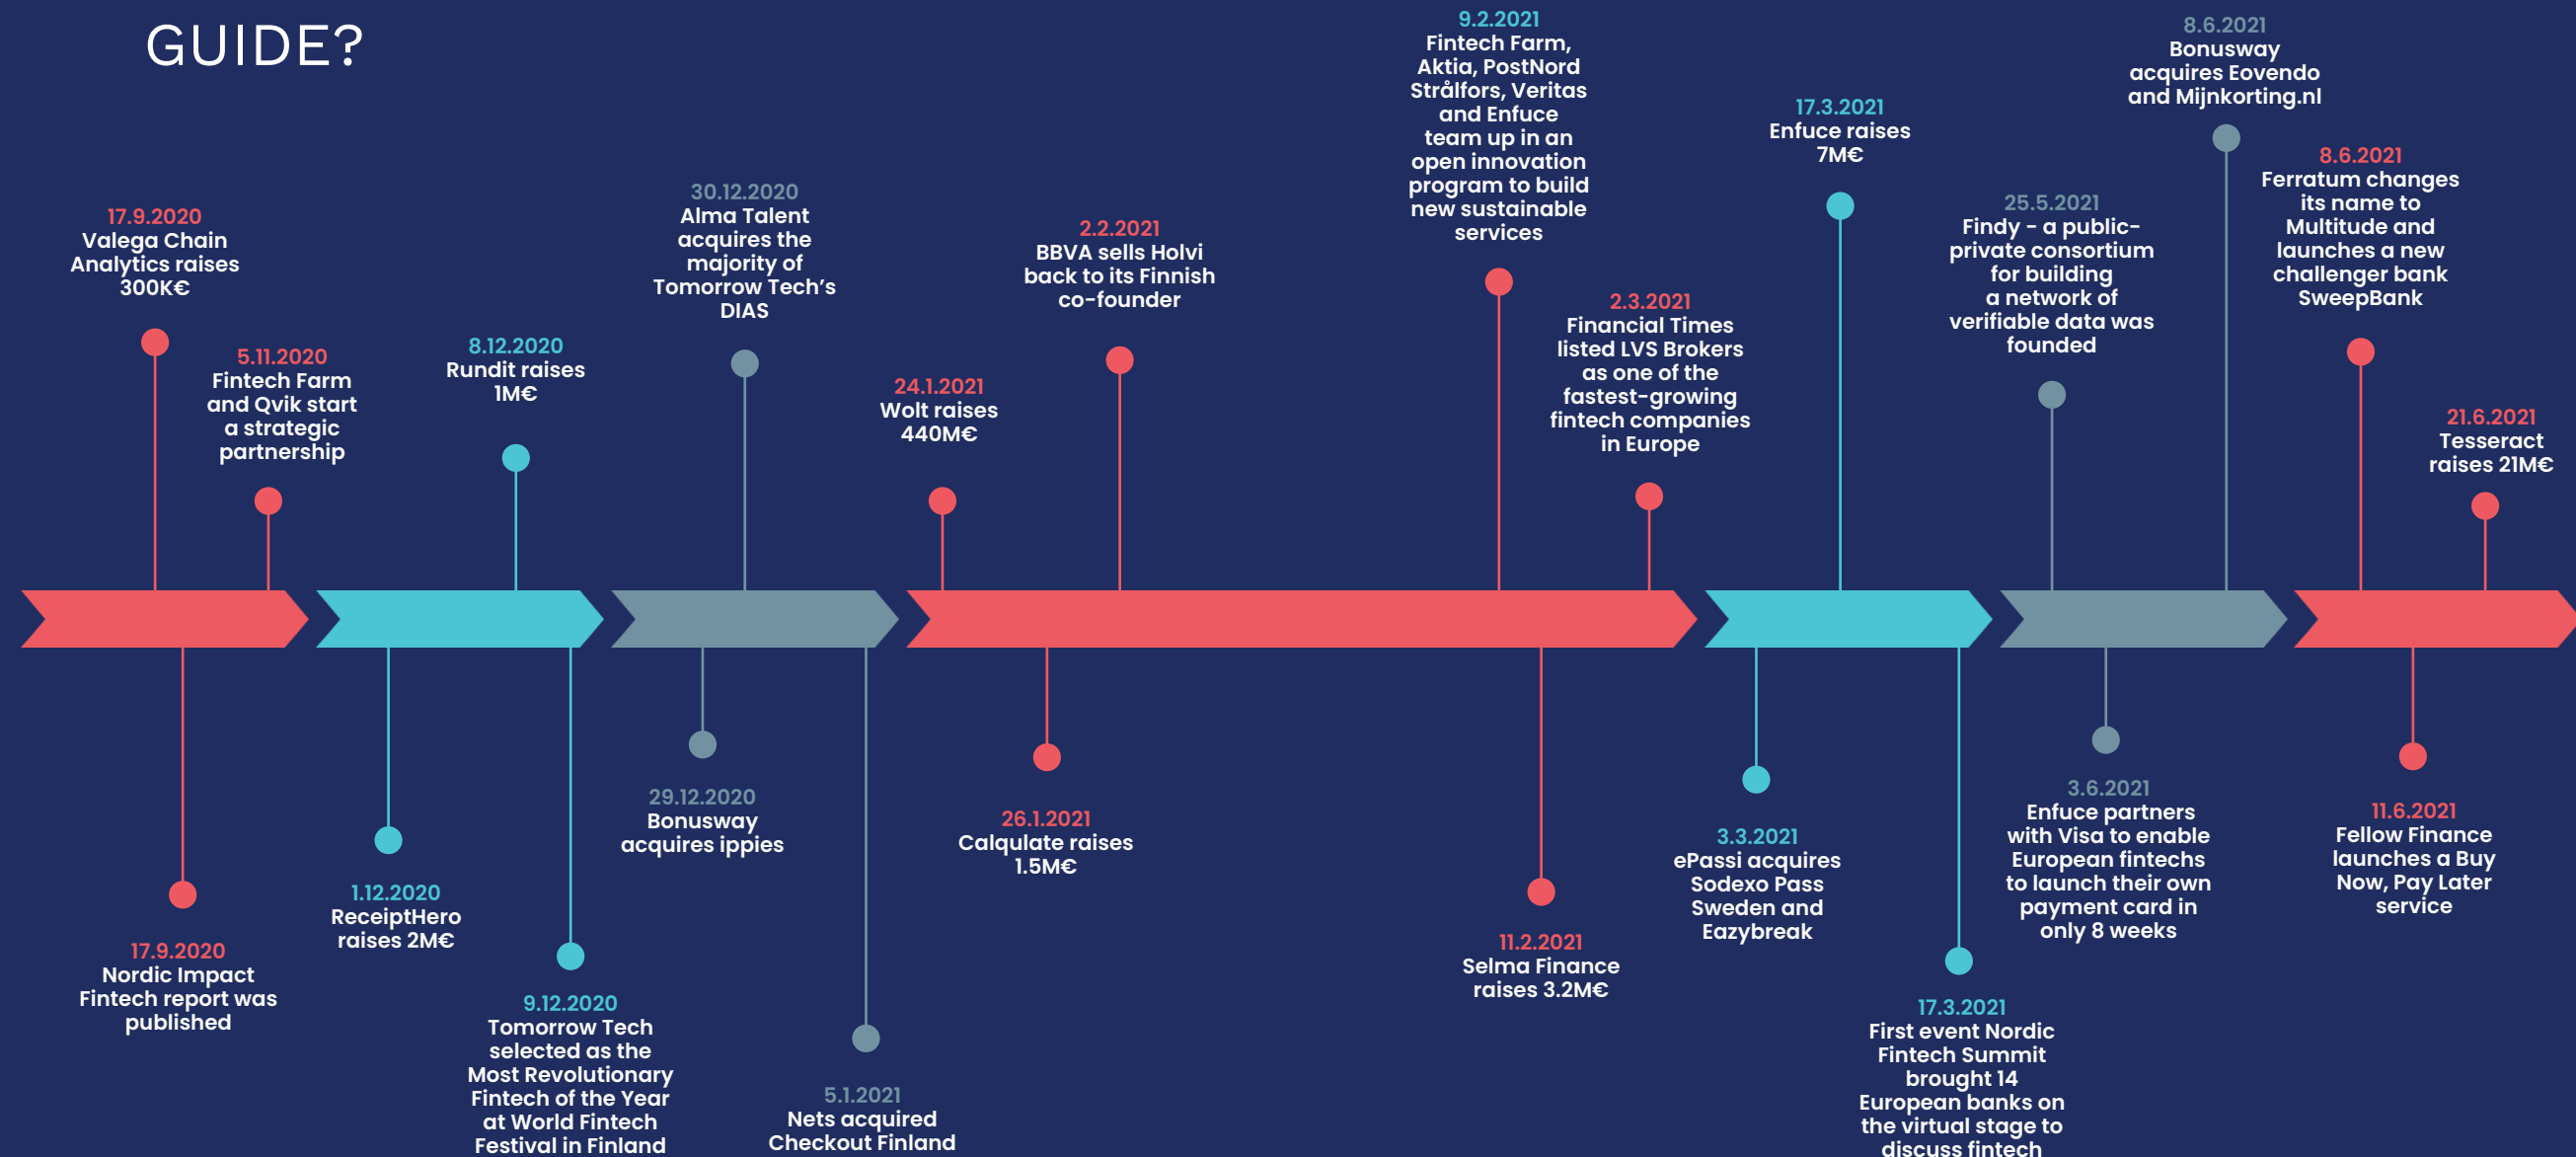 GUIDE?
17.9.2020
Valega Chain
Analytics raises
300K€
17.9.2020
Nordic Impact
Fintech report was
published
5.11.2020
Fintech Farm
and Qvik start
a strategic
partnership
1.12.2020
ReceiptHero
raises 2M€
8.12.2020
Rundit raises
1M€
9.12.2020
Tomorrow Tech
selected as the
Most Revolutionary
Fintech of the Year
at World Fintech
Festival in Finland
29.12.2020
Bonusway
acquires ippies
30.12.2020
Alma Talent
acquires the
majority of
Tomorrow Tech's
DIAS
5.1.2021
Nets acquired
Checkout Finland
24.1.2021
Wolt raises
440M€
26.1.2021
Calqulate raises
1.5M€
2.2.2021
BBVA sells Holvi
back to its Finnish
co-founder
9.2.2021
Fintech Farm,
Aktia, PostNord
Strålfors, Veritas
and Enfuce
team up in an
open innovation
program to build
new sustainable
services
11.2.2021
Selma Finance
raises 3.2M€
2.3.2021
Financial Times
listed LVS Brokers
as one of the
fastest-growing
fintech companies
in Europe
3.3.2021
ePassi acquires
Sodexo Pass
Sweden and
Eazybreak
17.3.2021
Enfuce raises
7M€
17.3.2021
First event Nordic
Fintech Summit
brought 14
European banks on
the virtual stage to
discuss fintech
25.5.2021
Findy - a public-
private consortium
for building
a network of
verifiable data was
founded
3.6.2021
Enfuce partners
with Visa to enable
European fintechs
to launch their own
payment card in
only 8 weeks
8.6.2021
Bonusway
acquires Eovendo
and Mijnkorting.nl
8.6.2021
Ferratum changes
its name to
Multitude and
launches a new
challenger bank
SweepBank
11.6.2021
Fellow Finance
launches a Buy
Now, Pay Later
service
21.6.2021
Tesseract
raises 21M€